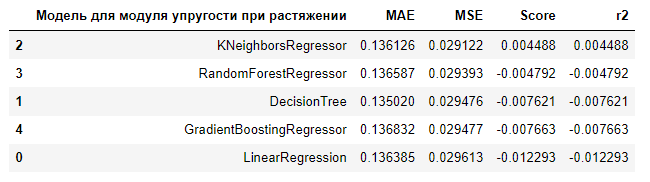 Модель для модуля упругости при растяжении MAE MSE Score r2
2 KNeighborsRegressor 0.136126 0.029122 0.004488 0.004488
3 RandomForestRegressor 0.136587 0.029393 -0.004792 -0.004792
1 DecisionTree 0.135020 0.029476 -0.007621 -0.007621
4 GradientBoostingRegressor 0.136832 0.029477 -0.007663 -0.007663
0 LinearRegression 0.136385 0.029613 -0.012293 -0.012293